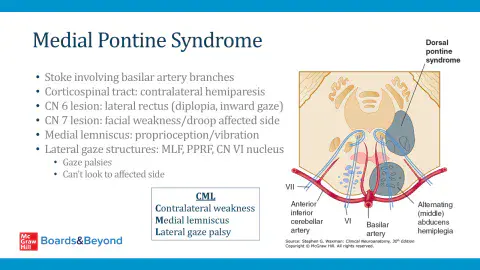 Medial Pontine Syndrome
• Stoke involving basilar artery branches
• Corticospinal tract: contralateral hemiparesis
• CN 6 lesion: lateral rectus (diplopia, inward gaze)
• CN 7 lesion: facial weakness/droop affected side
• Medial lemniscus: proprioception/vibration
• Lateral gaze structures: MLF, PPRF, CN VI nucleus
• Gaze palsies
• Can't look to affected side
CML
Contralateral weakness
Medial lemniscus
Lateral gaze palsy
Mc
Graw
Hill
Boards&Beyond
Dorsal
pontine
syndrome
VII
Anterior
inferior
cerebellar
artery
VI
Basilar
artery
Alternating
(middle)
abducens
hemiplegia
Source: Stephen G. Waxman: Clinical Neuroanatomy, 30th Edition
Copyright © McGraw Hill. All rights reserved.